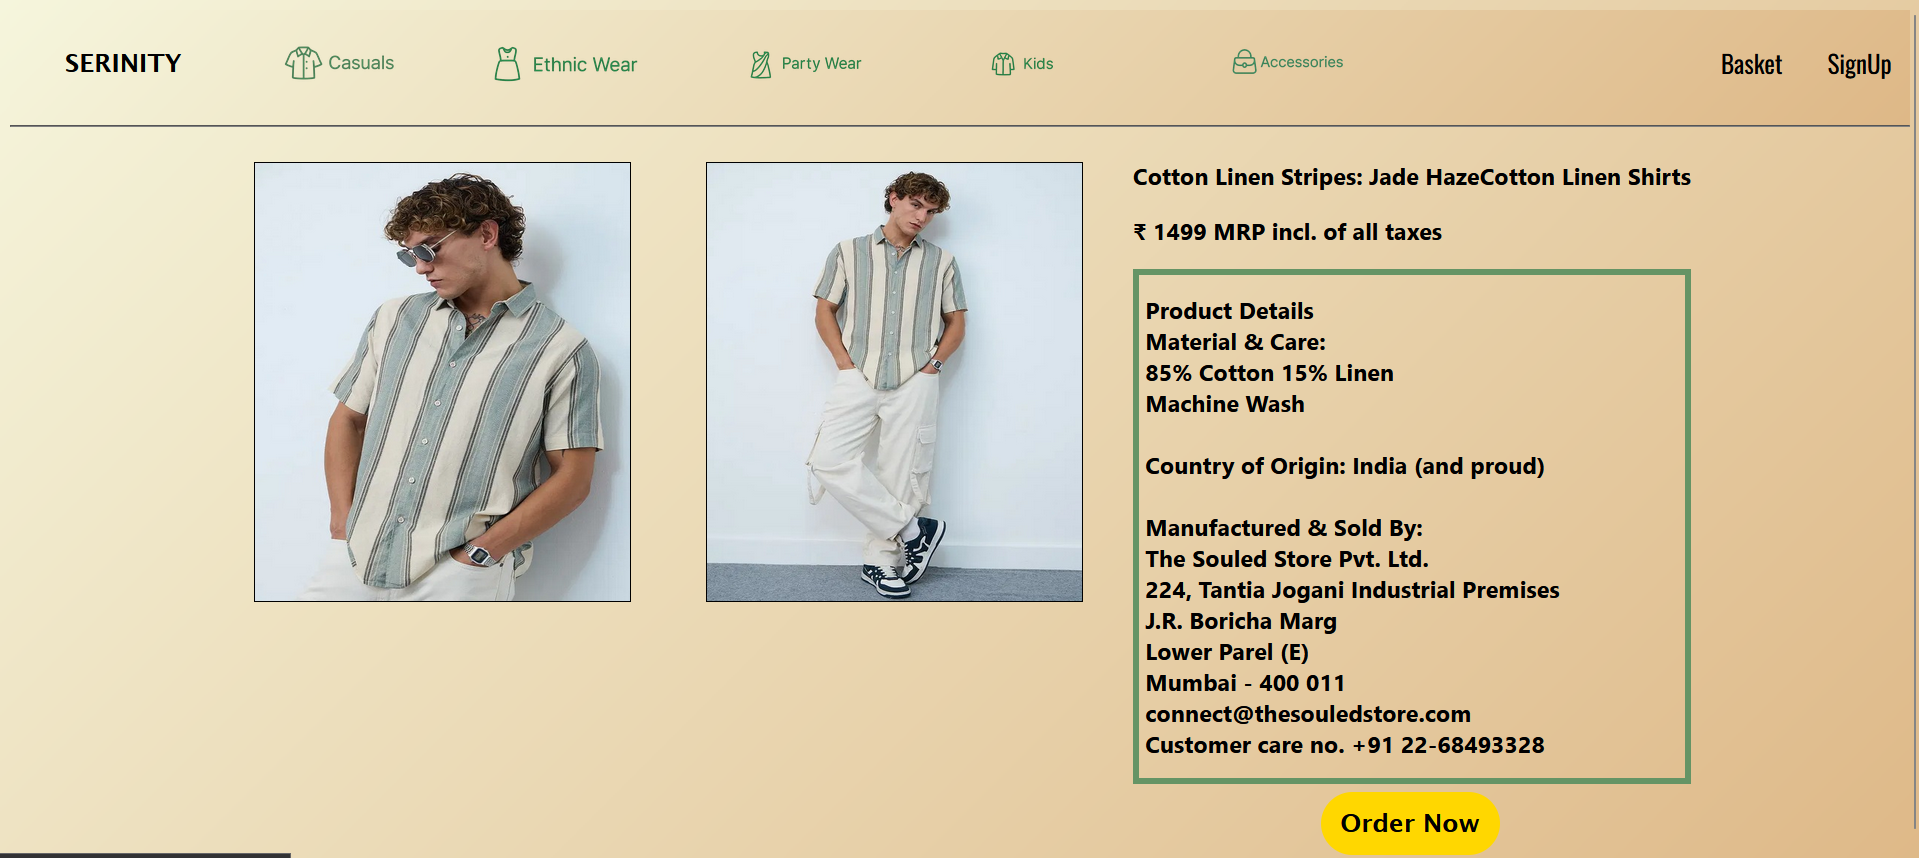 SERINITY
Casuals
Ethnic Wear
Party Wear
Kids
Accessories
Basket
SignUp
Cotton Linen Stripes: Jade HazeCotton Linen Shirts
₹ 1499 MRP incl. of all taxes
Product Details
Material & Care:
85% Cotton 15% Linen
Machine Wash
Country of Origin: India (and proud)
Manufactured & Sold By:
The Souled Store Pvt. Ltd.
224, Tantia Jogani Industrial Premises
J.R. Boricha Marg
Lower Parel (E)
Mumbai - 400 011
connect@thesouledstore.com
Customer care no. +91 22-68493328
Order Now